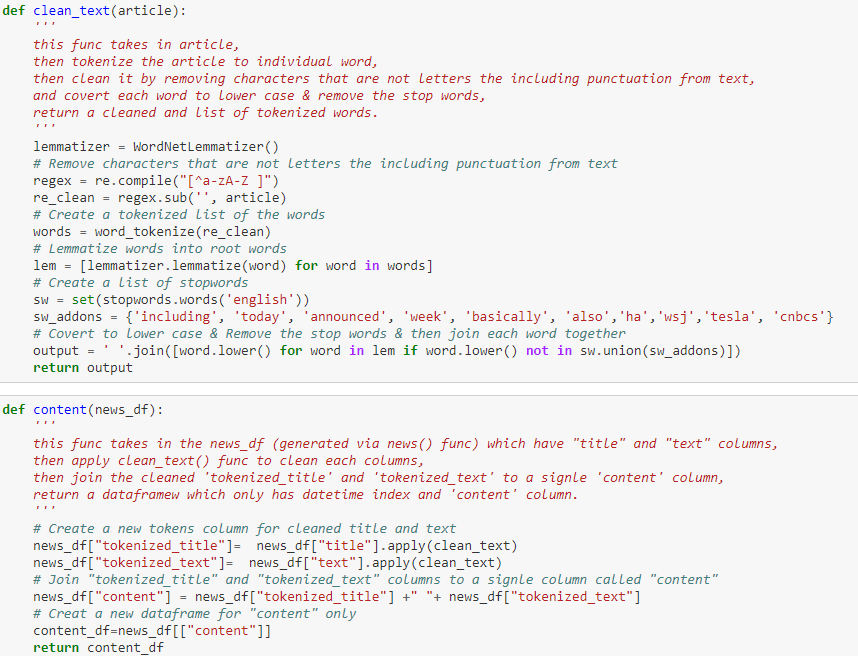 def clean_text(article):
    '''
    this func takes in article,
    then tokenize the article to individual word,
    then clean it by removing characters that are not letters the including punctuation from text,
    and covert each word to lower case & remove the stop words,
    return a cleaned and list of tokenized words.
    '''
    lemmatizer = WordNetLemmatizer()
    # Remove characters that are not letters the including punctuation from text
    regex = re.compile("[^a-zA-Z ]")
    re_clean = regex.sub('', article)
    # Create a tokenized list of the words
    words = word_tokenize(re_clean)
    # Lemmatize words into root words
    lem = [lemmatizer.lemmatize(word) for word in words]
    # Create a list of stopwords
    sw = set(stopwords.words('english'))
    sw_addons = {'including', 'today', 'announced', 'week', 'basically', 'also','ha','wsj','tesla', 'cnbcs'}
    # Covert to lower case & Remove the stop words & then join each word together
    output = ' '.join([word.lower() for word in lem if word.lower() not in sw.union(sw_addons)])
    return output
def content(news_df):
    '''
    this func takes in the news_df (generated via news() func) which have "title" and "text" columns,
    then apply clean_text() func to clean each columns,
    then join the cleaned 'tokenized_title' and 'tokenized_text' to a signle 'content' column,
    return a dataframew which only has datetime index and 'content' column.
    '''
    # Create a new tokens column for cleaned title and text
    news_df["tokenized_title"]=  news_df["title"].apply(clean_text)
    news_df["tokenized_text"]=  news_df["text"].apply(clean_text)
    # Join "tokenized_title" and "tokenized_text" columns to a signle column called "content"
    news_df["content"] = news_df["tokenized_title"] +" "+ news_df["tokenized_text"]
    # Creat a new dataframe for "content" only
    content_df=news_df[["content"]]
    return content_df